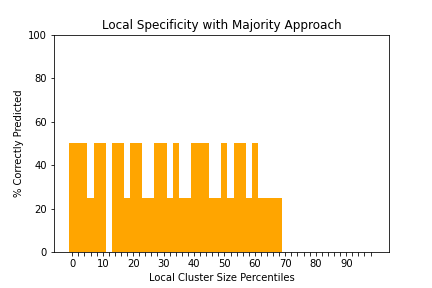 Local Specificity with Majority Approach
100
80
60
40
20
0
% Correctly Predicted
0 10 20 30 40 50 60 70 80 90
Local Cluster Size Percentiles